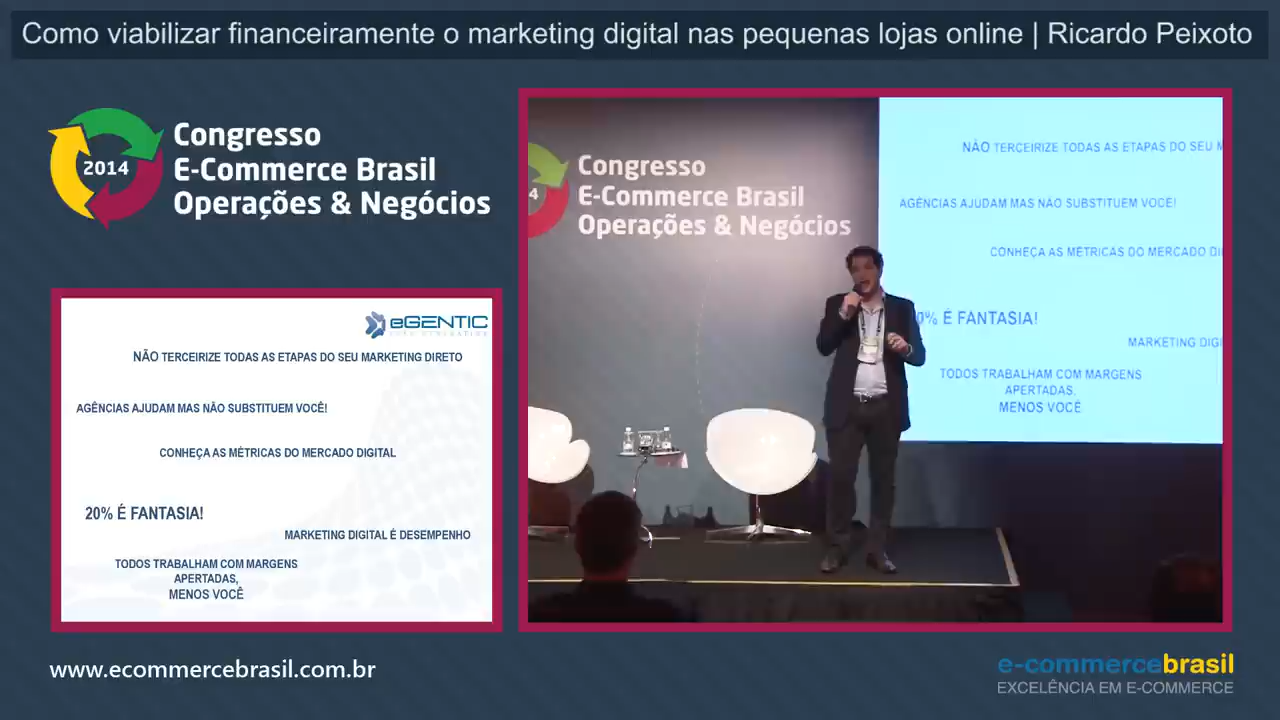 Como viabilizar financeiramente o marketing digital nas pequenas lojas online | Ricardo Peixoto
2014
Congresso
E-Commerce Brasil
Operações & Negócios
eGENTIC
NÃO TERCEIRIZE TODAS AS ETAPAS DO SEU MARKETING DIRETO
AGÊNCIAS AJUDAM MAS NÃO SUBSTITUEM VOCÊ!
CONHEÇA AS MÉTRICAS DO MERCADO DIGITAL
20% É FANTASIA!
MARKETING DIGITAL É DESEMPENHO
TODOS TRABALHAM COM MARGENS
APERTADAS,
MENOS VOCÊ
4
Congresso
E-Commerce Brasil
Operações & Negócios
NÃO TERCEIRIZE TODAS AS ETAPAS DO SEU M
AGÊNCIAS AJUDAM MAS NÃO SUBSTITUEM VOCÊ!
CONHEÇA AS MÉTRICAS DO MERCADO DI
0% É FANTASIA!
MARKETING DIGI
TODOS TRABALHAM COM MARGENS
APERTADAS,
MENOS VOCÊ
www.ecommercebrasil.com.br
e-commercebrasil
EXCELÊNCIA EM E-COMMERCE